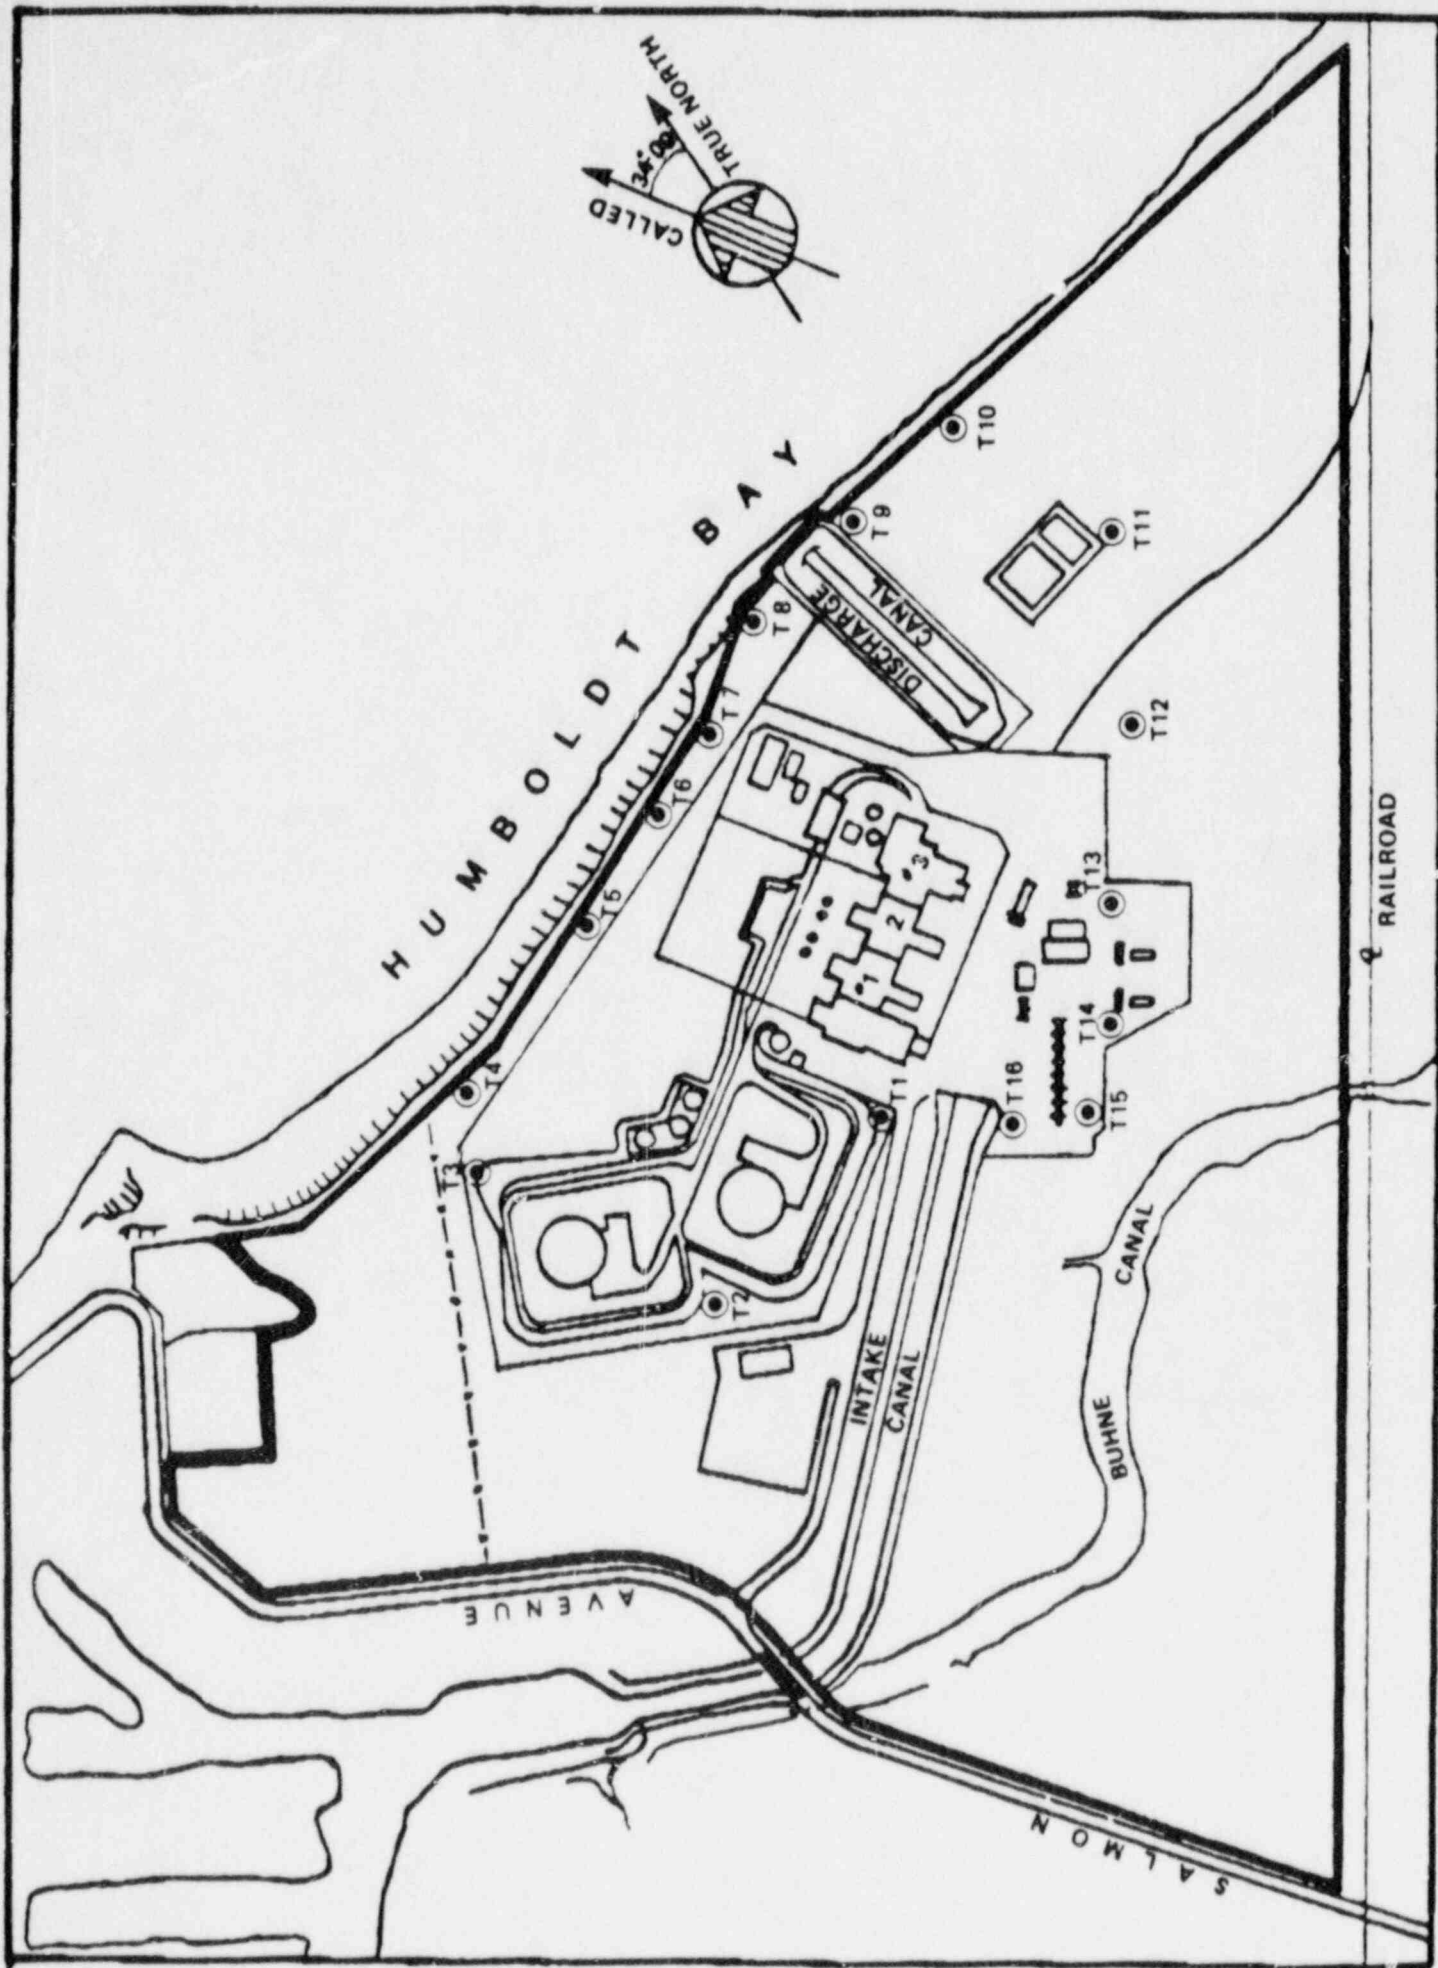 TRUE NORTH
34° 08'
CALLED
HUMBOLDT BAY
T10
T9
T11
T8
DISCHARGE
CANAL
T7
T12
T6
T5
3
2
1
T13
RAILROAD
T14
T4
T1
T16
T15
T3
T2
CANAL
BUHNE
INTAKE
CANAL
AVENUE
SALMON